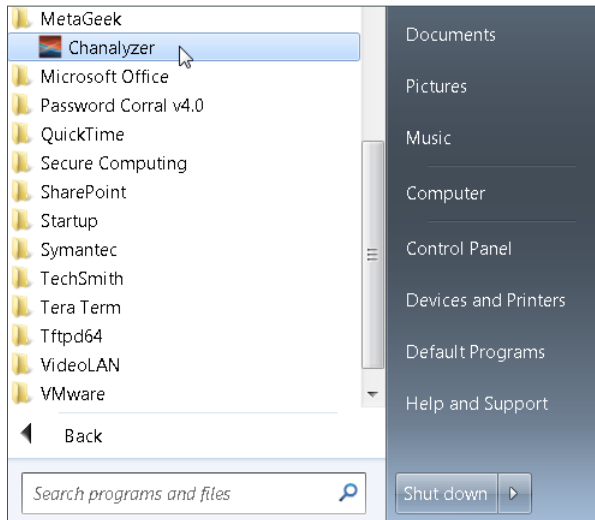 MetaGeek
Chanalyzer
Microsoft Office
Password Corral v4.0
QuickTime
Secure Computing
SharePoint
Startup
Symantec
TechSmith
Tera Term
Tftpd64
VideoLAN
VMware
Back
Search programs and files
Documents
Pictures
Music
Computer
Control Panel
Devices and Printers
Default Programs
Help and Support
Shut down